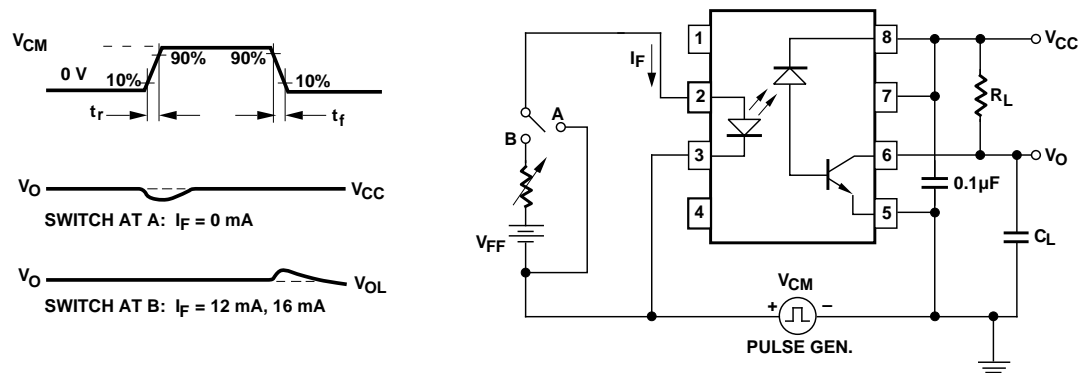 V_CM
0 V
10%
90%
90%
10%
t_r
t_f
V_O
V_CC
SWITCH AT A: I_F = 0 mA
V_O
V_OL
SWITCH AT B: I_F = 12 mA, 16 mA
I_F
A
B
V_FF
1
2
3
4
8
7
6
5
V_CC
R_L
V_O
0.1µF
C_L
V_CM
+
–
PULSE GEN.